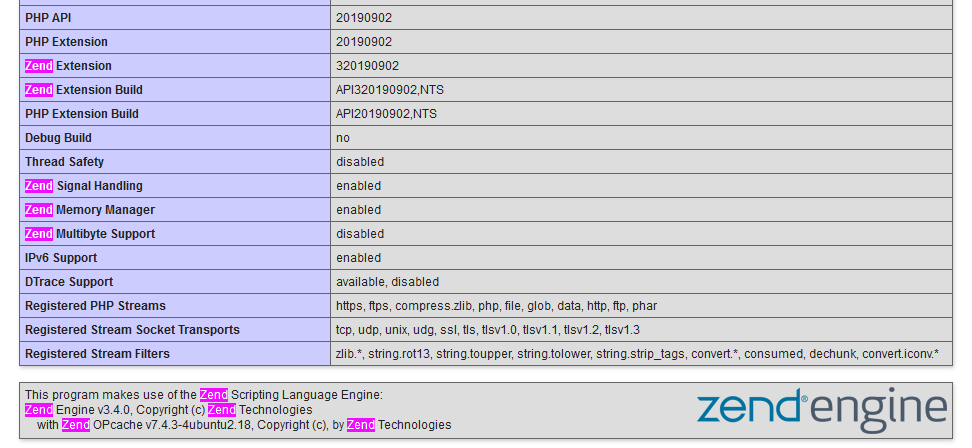 PHP API 20190902
PHP Extension 20190902
Zend Extension 320190902
Zend Extension Build API320190902,NTS
PHP Extension Build API20190902,NTS
Debug Build no
Thread Safety disabled
Zend Signal Handling enabled
Zend Memory Manager enabled
Zend Multibyte Support disabled
IPv6 Support enabled
DTrace Support available, disabled
Registered PHP Streams https, ftps, compress.zlib, php, file, glob, data, http, ftp, phar
Registered Stream Socket Transports tcp, udp, unix, udg, ssl, tls, tlsv1.0, tlsv1.1, tlsv1.2, tlsv1.3
Registered Stream Filters zlib.*, string.rot13, string.toupper, string.tolower, string.strip_tags, convert.*, consumed, dechunk, convert.iconv.*
This program makes use of the Zend Scripting Language Engine:
Zend Engine v3.4.0, Copyright (c) Zend Technologies
with Zend OPcache v7.4.3-4ubuntu2.18, Copyright (c), by Zend Technologies
zend® engine